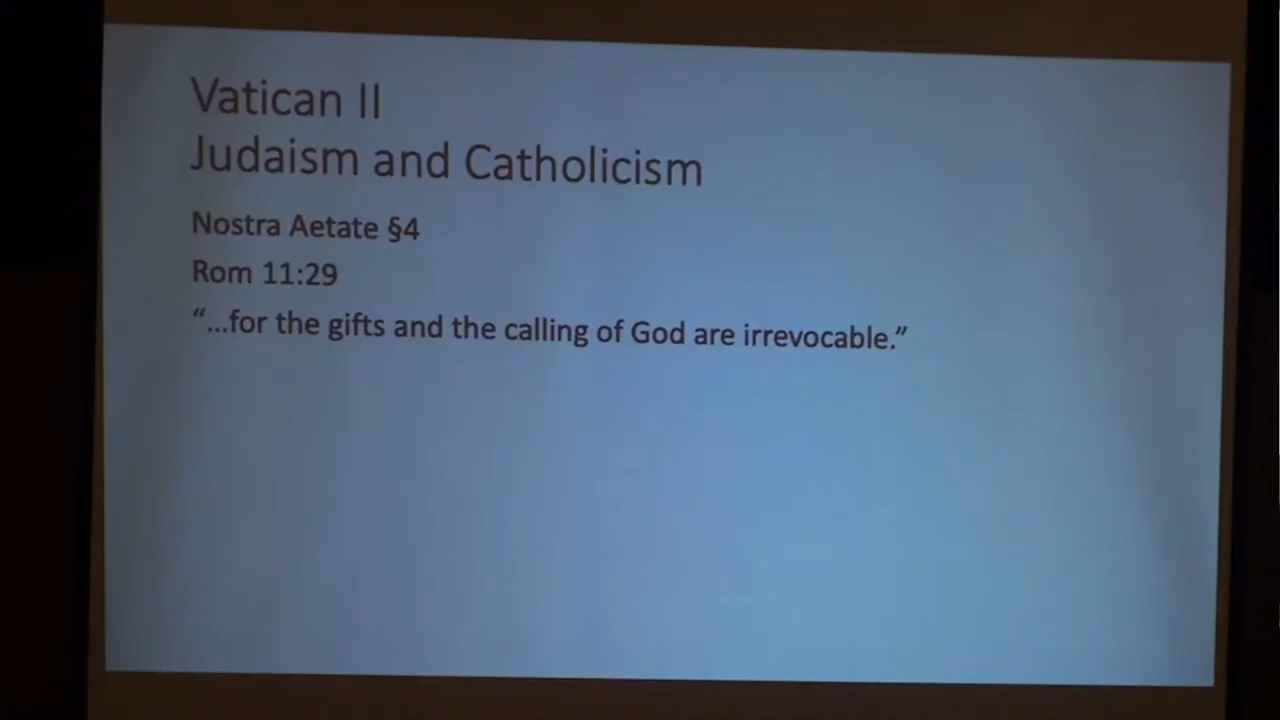 Vatican II
Judaism and Catholicism
Nostra Aetate §4
Rom 11:29
“...for the gifts and the calling of God are irrevocable.”